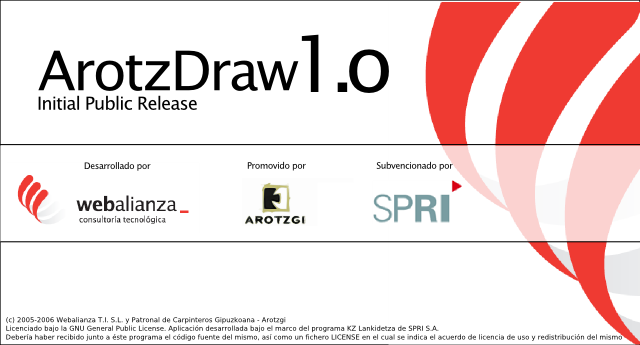 ArotzDraw1.0
Initial Public Release
Desarrollado por
Promovido por
Subvencionado por
webalianza_
consultoría tecnológica
AROTZGI
SPRI
(c) 2005-2006 Webalianza T.I. S.L. y Patronal de Carpinteros Gipuzkoana - Arotzgi
Licenciado bajo la GNU General Public License. Aplicación desarrollada bajo el marco del programa KZ Lankidetza de SPRI S.A.
Debería haber recibido junto a éste programa el código fuente del mismo, así como un fichero LICENSE en el cual se indica el acuerdo de licencia de uso y redistribución del mismo